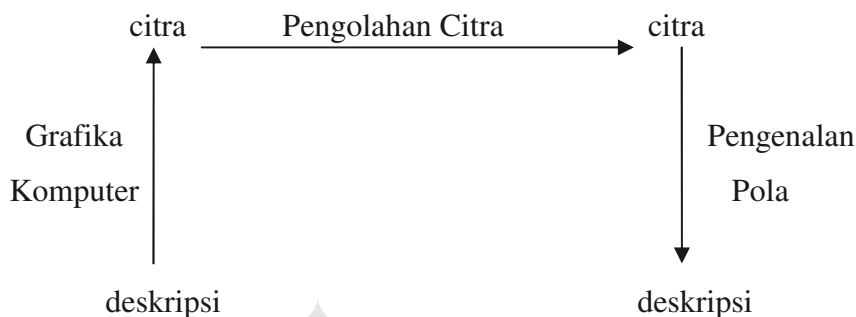 citra Pengolahan Citra citra
Grafika Pengenalan
Komputer Pola
deskripsi deskripsi